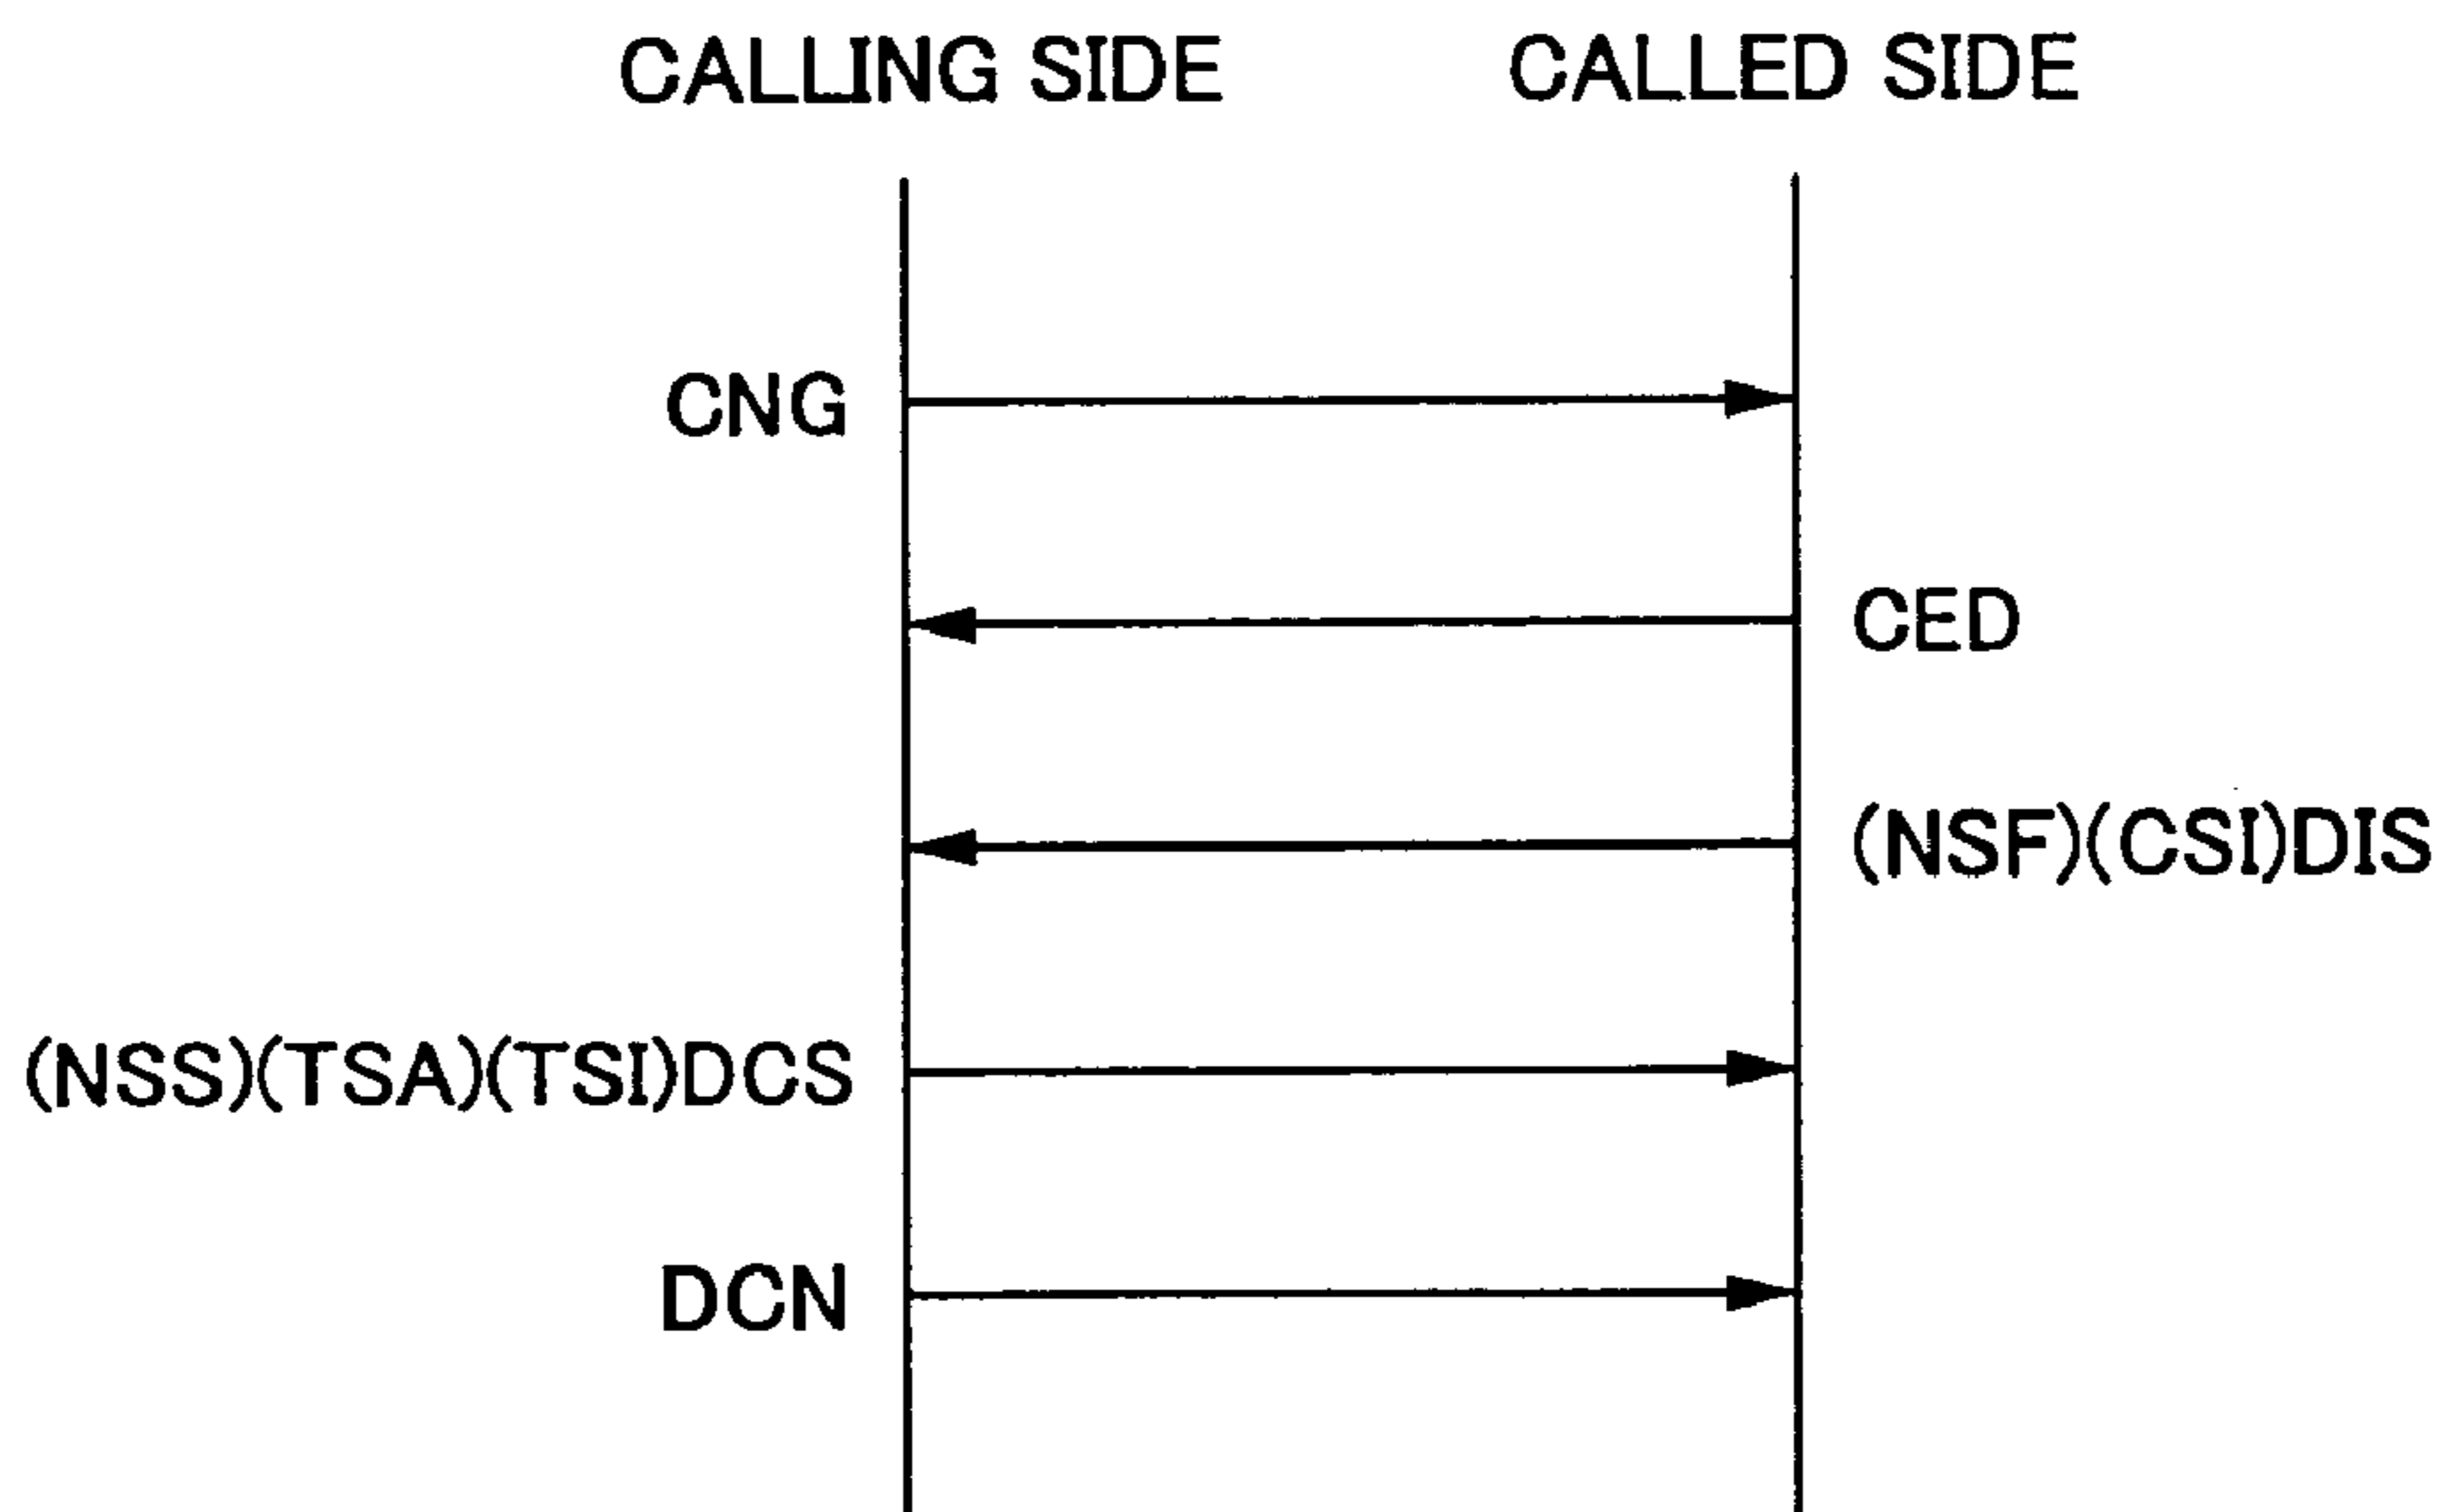 CALLING SIDE CALLED SIDE
CNG
CED
(NSF)(CSI)DIS
(NSS)(TSA)(TSI)DCS
DCN